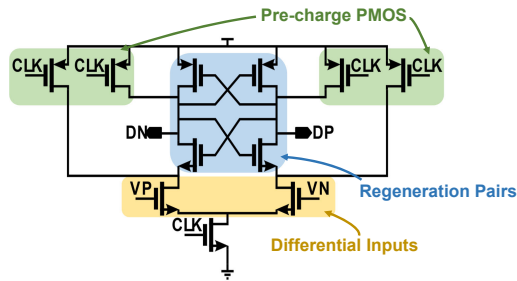 Pre-charge PMOS
CLK
CLK
CLK
CLK
DN
DP
Regeneration Pairs
VP
VN
CLK
Differential Inputs